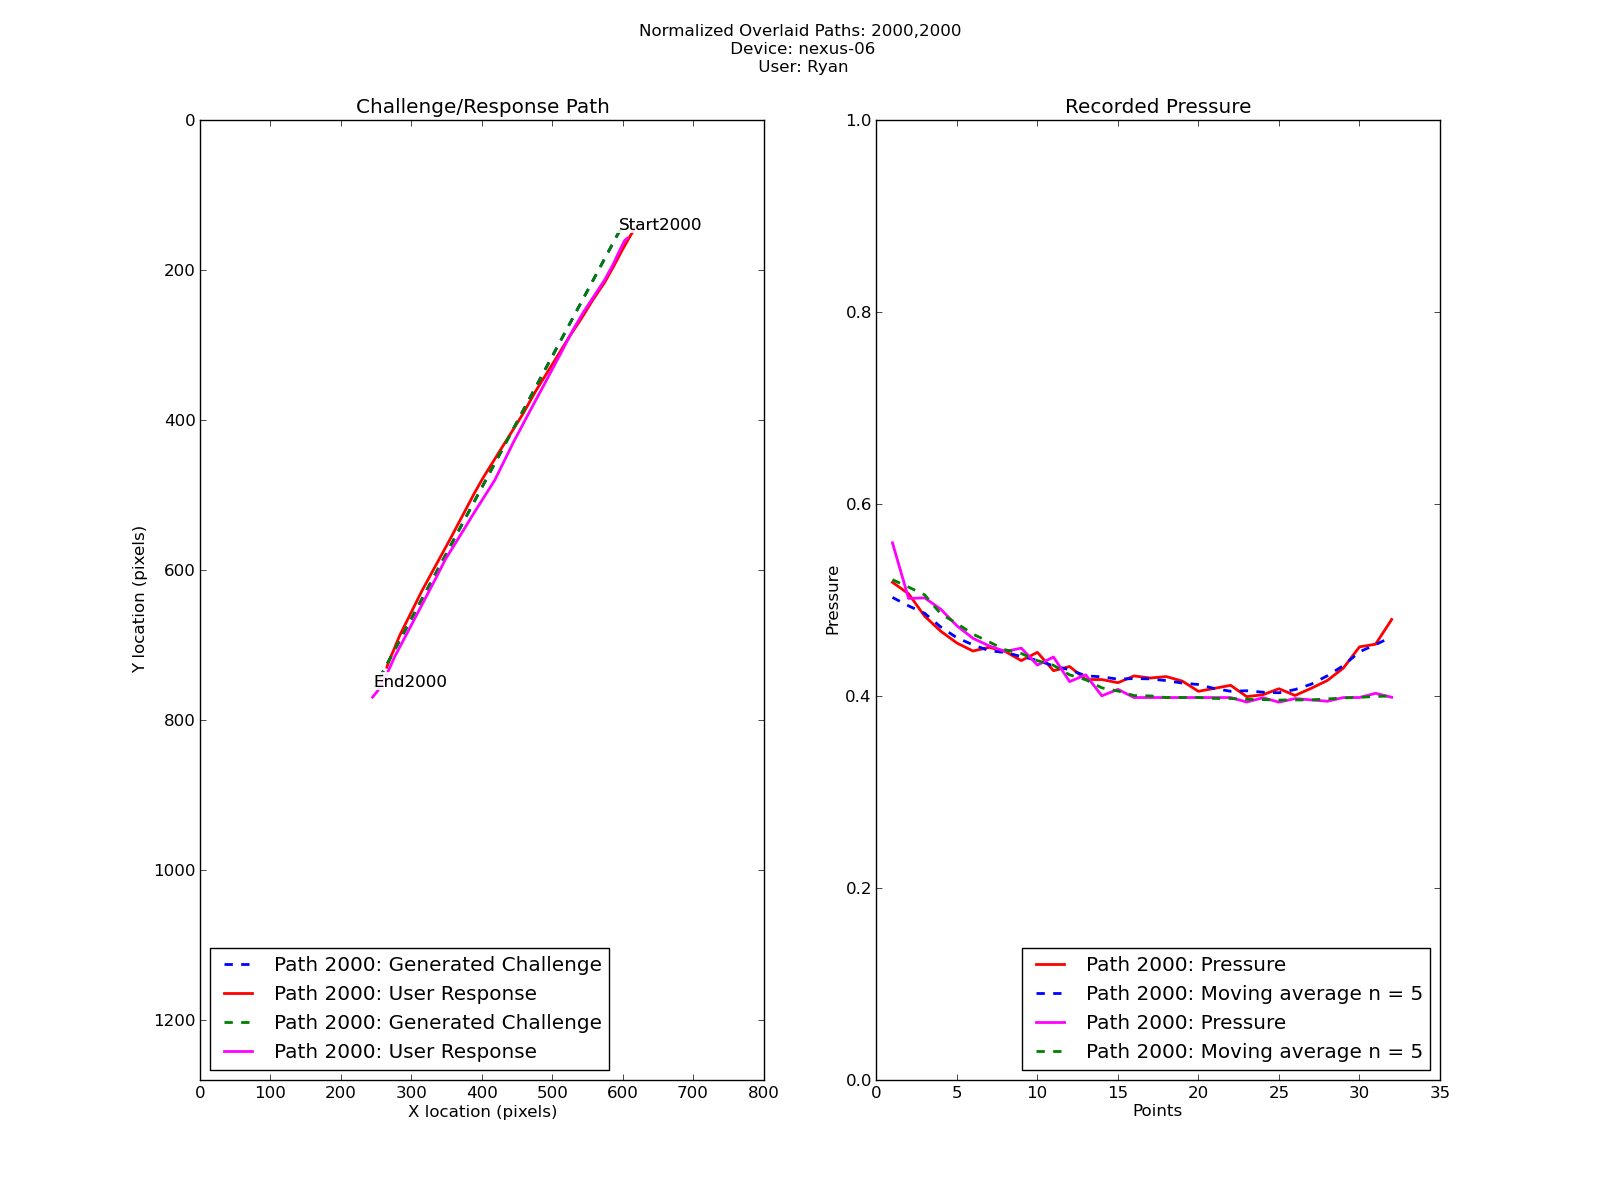 Normalized Overlaid Paths: 2000,2000
Device: nexus-06
User: Ryan
Challenge/Response Path
0
200
400
600
800
1000
1200
Y location (pixels)
Start2000
End2000
Path 2000: Generated Challenge
Path 2000: User Response
Path 2000: Generated Challenge
Path 2000: User Response
0 100 200 300 400 500 600 700 800
X location (pixels)
Recorded Pressure
1.0
0.8
0.6
0.4
0.2
0.0
Pressure
Path 2000: Pressure
Path 2000: Moving average n = 5
Path 2000: Pressure
Path 2000: Moving average n = 5
0 5 10 15 20 25 30 35
Points